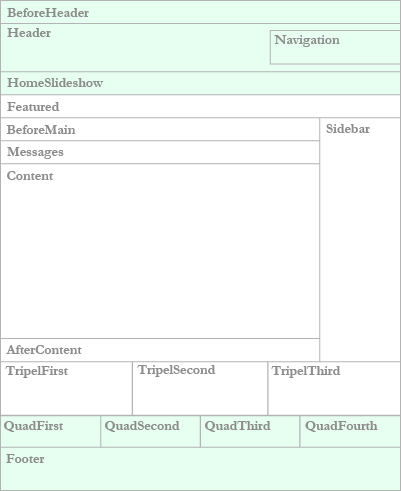 BeforeHeader
Header
Navigation
HomeSlideshow
Featured
BeforeMain
Sidebar
Messages
Content
AfterContent
TripelFirst
TripelSecond
TripelThird
QuadFirst
QuadSecond
QuadThird
QuadFourth
Footer